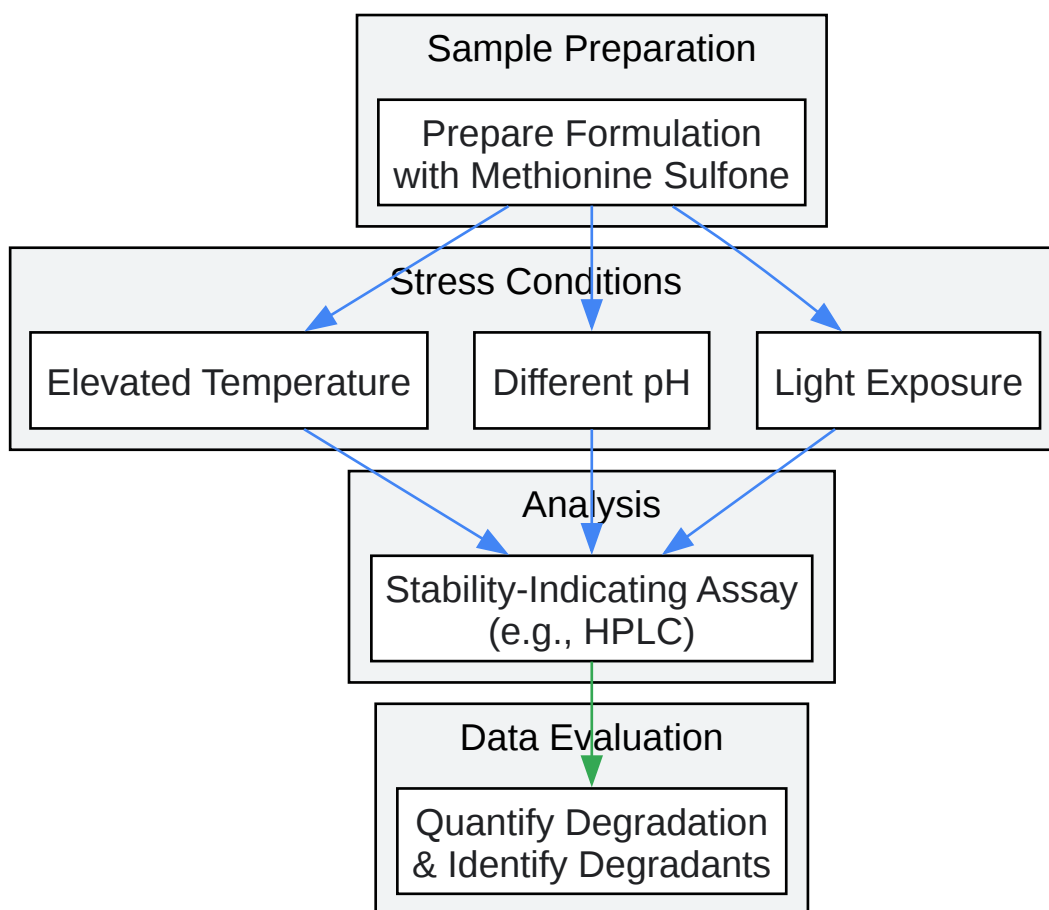 Sample Preparation
Prepare Formulation
with Methionine Sulfone
Stress Conditions
Elevated Temperature
Different pH
Light Exposure
Analysis
Stability-Indicating Assay
(e.g., HPLC)
Data Evaluation
Quantify Degradation
& Identify Degradants